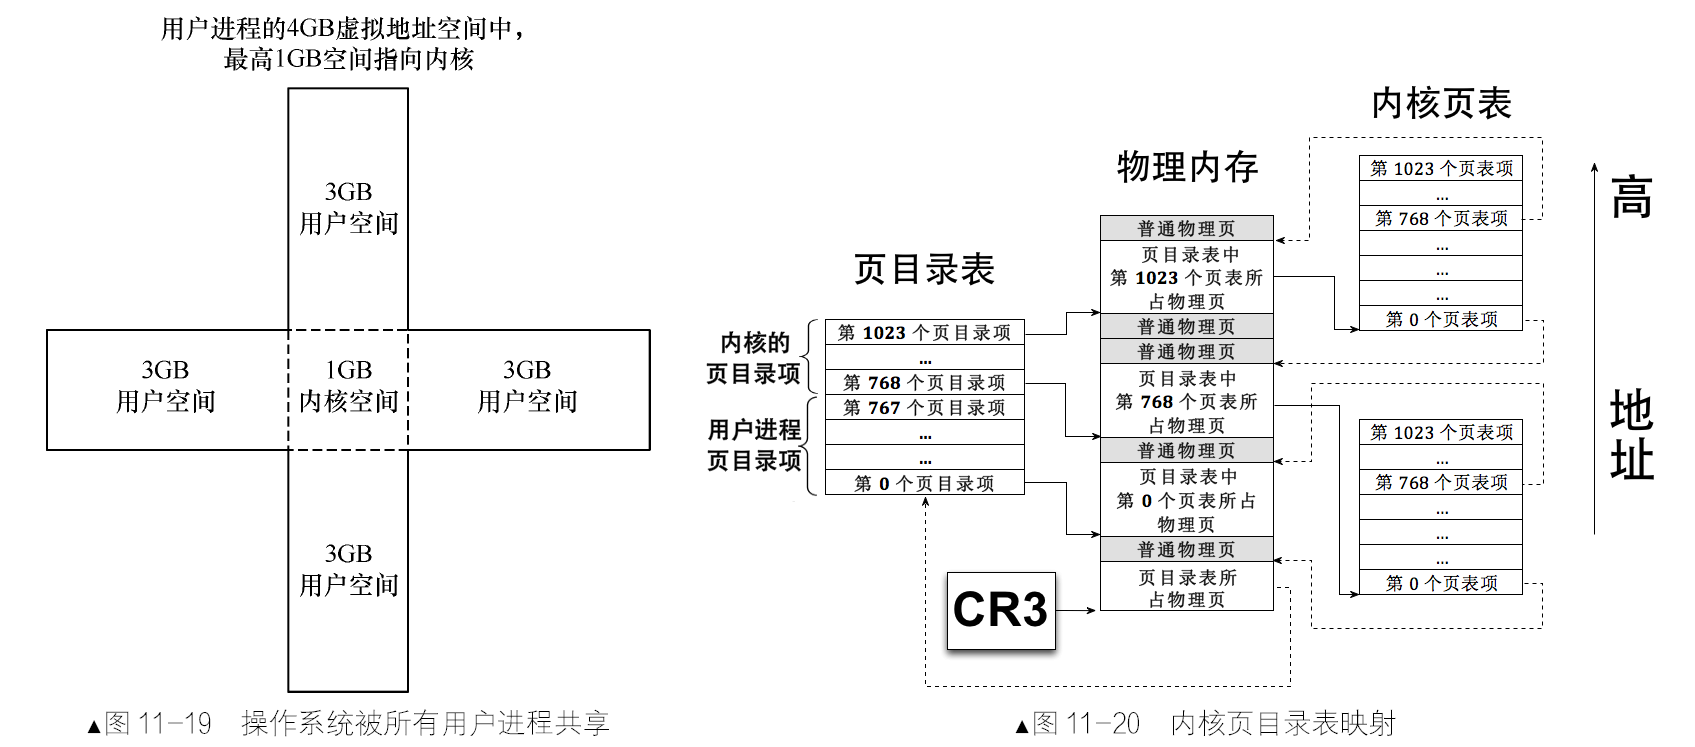 用户进程的4GB虚拟地址空间中，
最高1GB空间指向内核
3GB
用户空间
3GB
用户空间
1GB
内核空间
3GB
用户空间
3GB
用户空间
▲图 11-19 操作系统被所有用户进程共享
页目录表
内核的
页目录项
用户进程
页目录项
第 1023 个页目录项
...
第 768 个页目录项
第 767 个页目录项
...
...
第 0 个页目录项
CR3
物理内存
普通物理页
页目录表中
第 1023 个页表所
占物理页
普通物理页
普通物理页
页目录表中
第 768 个页表所
占物理页
普通物理页
页目录表中
第 0 个页表所占
物理页
普通物理页
页目录表所
占物理页
内核页表
第 1023 个页表项
...
第 768 个页表项
...
...
...
第 0 个页表项
第 1023 个页表项
...
第 768 个页表项
...
...
...
第 0 个页表项
高
地
址
▲图 11-20 内核页目录表映射